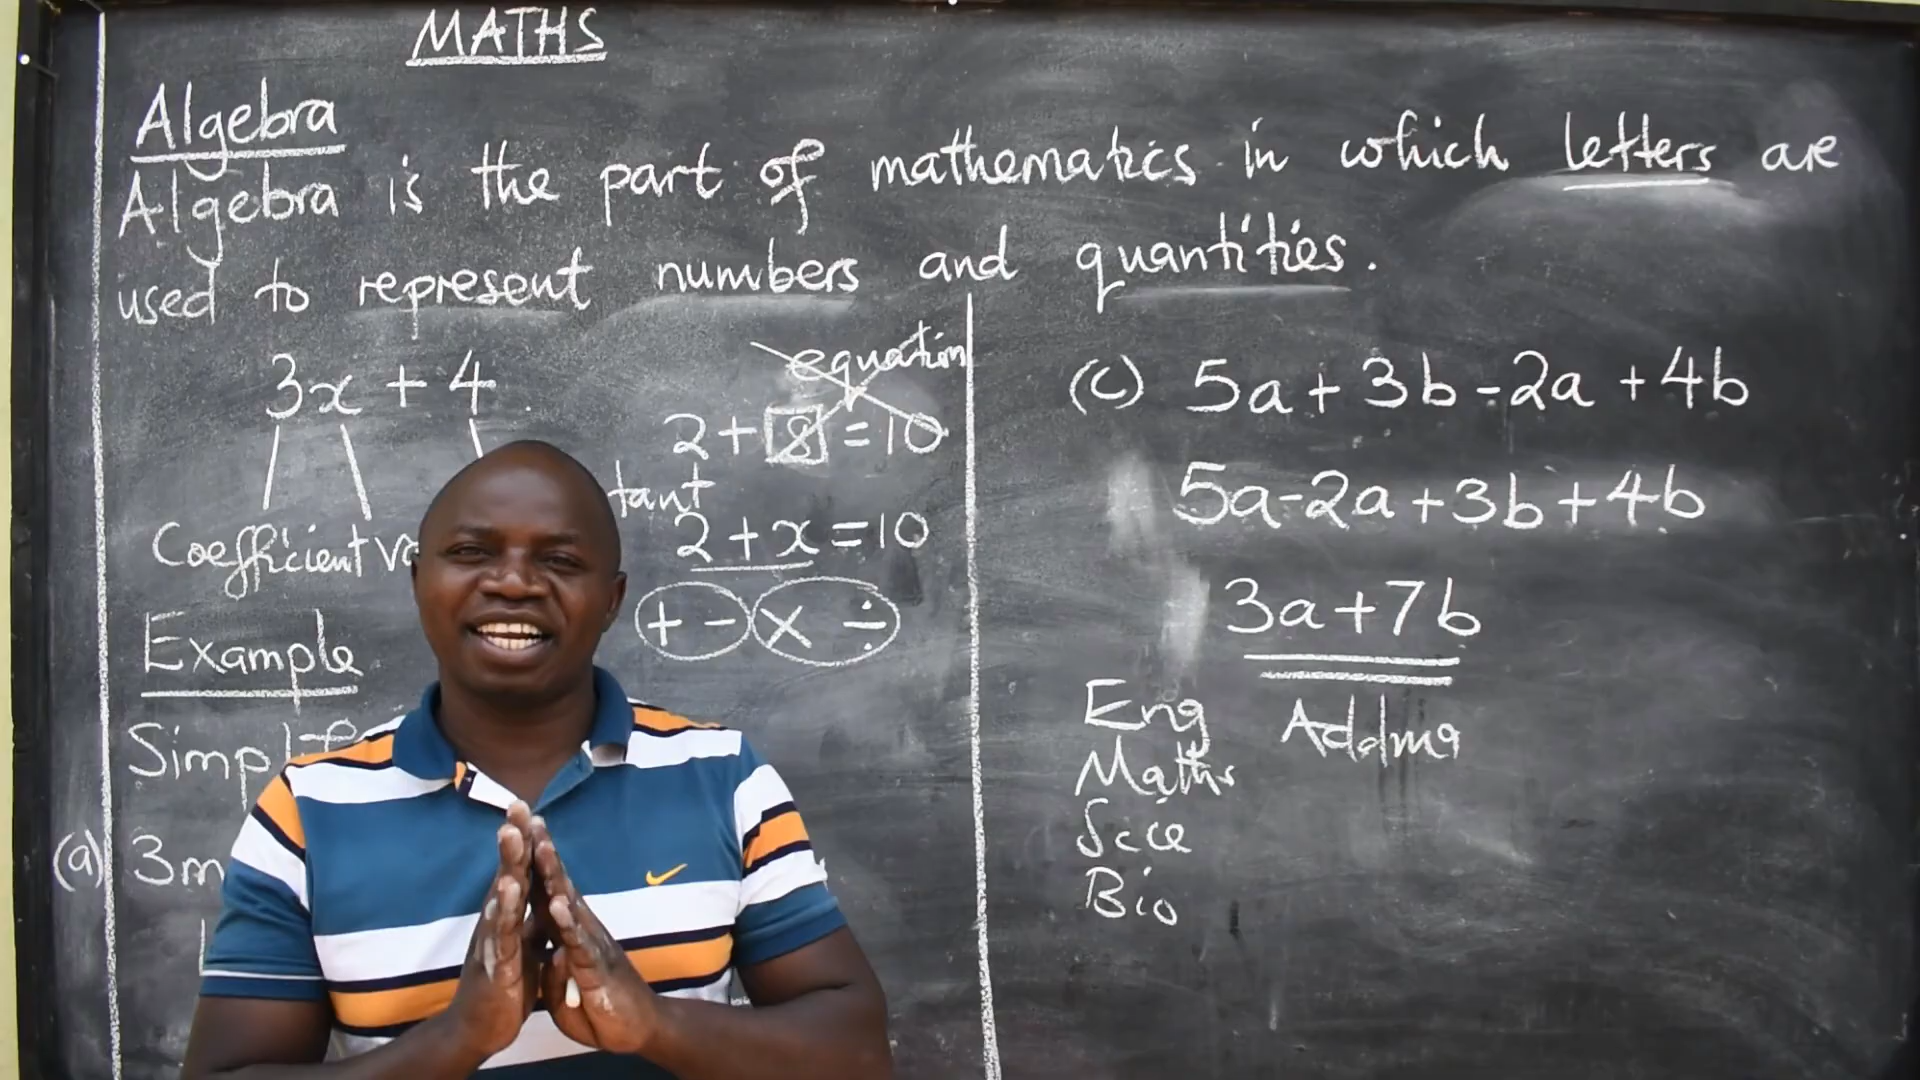 MATHS
Algebra
Algebra is the part of mathematics in which letters are
used to represent numbers and quantities.
3x + 4
Coefficient
equation
2 + 8 = 10
tant
2 + x = 10
+ - × ÷
Example
(a) 3m
(c) 5a + 3b - 2a + 4b
5a - 2a + 3b + 4b
3a + 7b
Eng
Maths
Bio